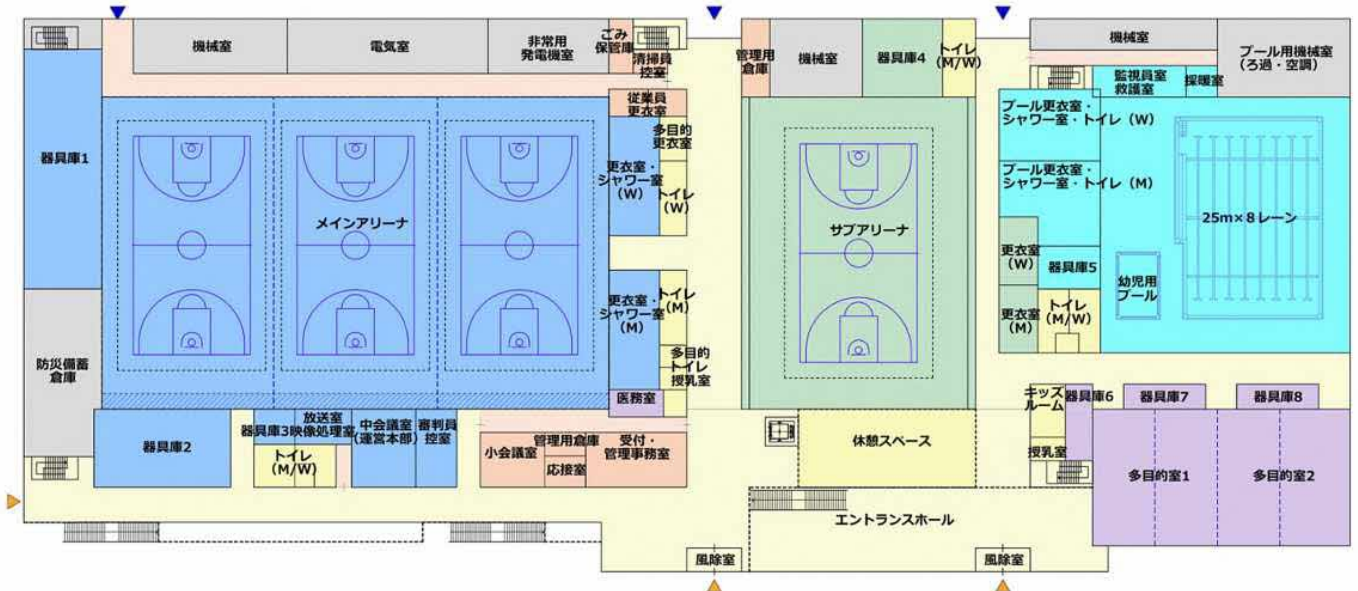 機械室
電気室
非常用
発電機室
ごみ
保管庫
清掃員
控室
管理用
倉庫
機械室
器具庫4
トイレ
(M/W)
機械室
プール用機械室
(ろ過・空調)
監視員室
救護室
採暖室
従業員
更衣室
多目的
更衣室
器具庫1
メインアリーナ
更衣室・
シャワー室
(W)
トイレ
(W)
サブアリーナ
プール更衣室・
シャワー室・トイレ(W)
プール更衣室・
シャワー室・トイレ(M)
25m×8レーン
更衣室
(W)
器具庫5
幼児用
プール
更衣室
(M)
トイレ
(M/W)
更衣室・
シャワー室
(M)
トイレ
(M)
多目的
トイレ
授乳室
医務室
防災備蓄
倉庫
器具庫2
器具庫3
放送室
映像処理室
トイレ
(M/W)
中会議室
(運営本部)
審判員
控室
小会議室
管理用倉庫
応接室
受付・
管理事務室
休憩スペース
キッズ
ルーム
器具庫6
器具庫7
器具庫8
授乳室
多目的室1
多目的室2
エントランスホール
風除室
風除室